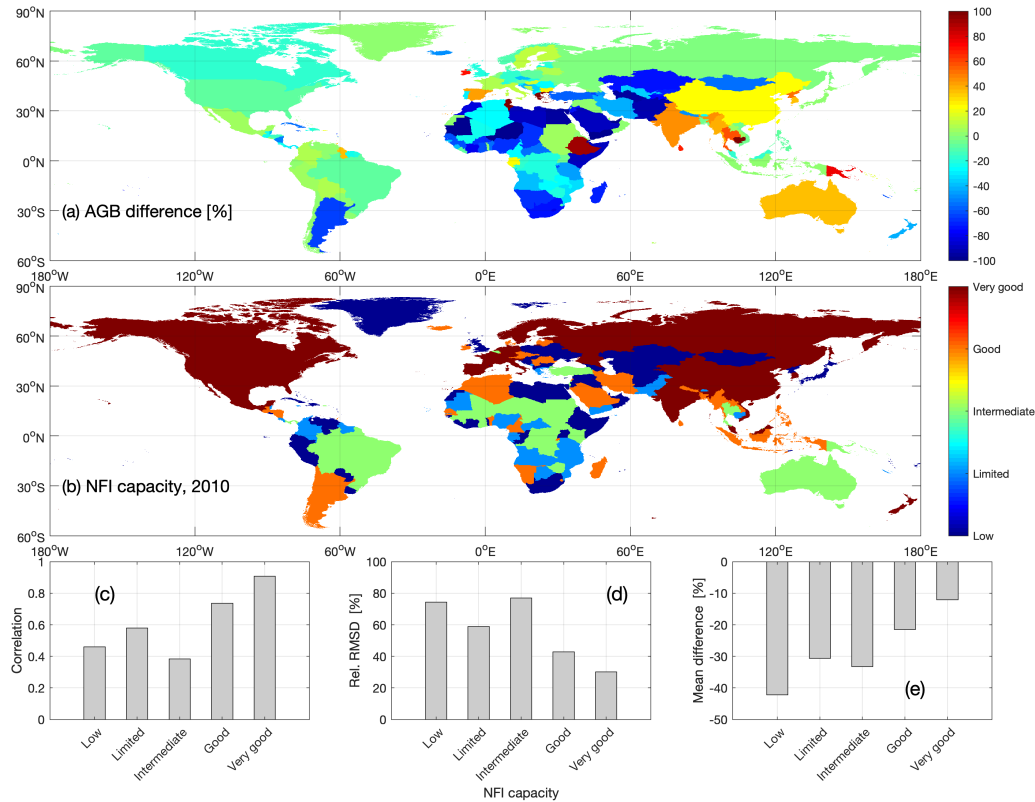 90°N
60°N
30°N
0°N
30°S
60°S
180°W
120°W
60°W
0°E
60°E
120°E
180°E
(a) AGB difference [%]
100
80
60
40
20
0
-20
-40
-60
-80
-100
90°N
60°N
30°N
0°N
30°S
60°S
180°W
120°W
60°W
0°E
60°E
120°E
180°E
(b) NFI capacity, 2010
Very good
Good
Intermediate
Limited
Low
(c)
Correlation
1
0.8
0.6
0.4
0.2
0
Low
Limited
Intermediate
Good
Very good
(d)
Rel. RMSD [%]
100
80
60
40
20
0
Low
Limited
Intermediate
Good
Very good
NFI capacity
(e)
Mean difference [%]
0
-10
-20
-30
-40
-50
Low
Limited
Intermediate
Good
Very good